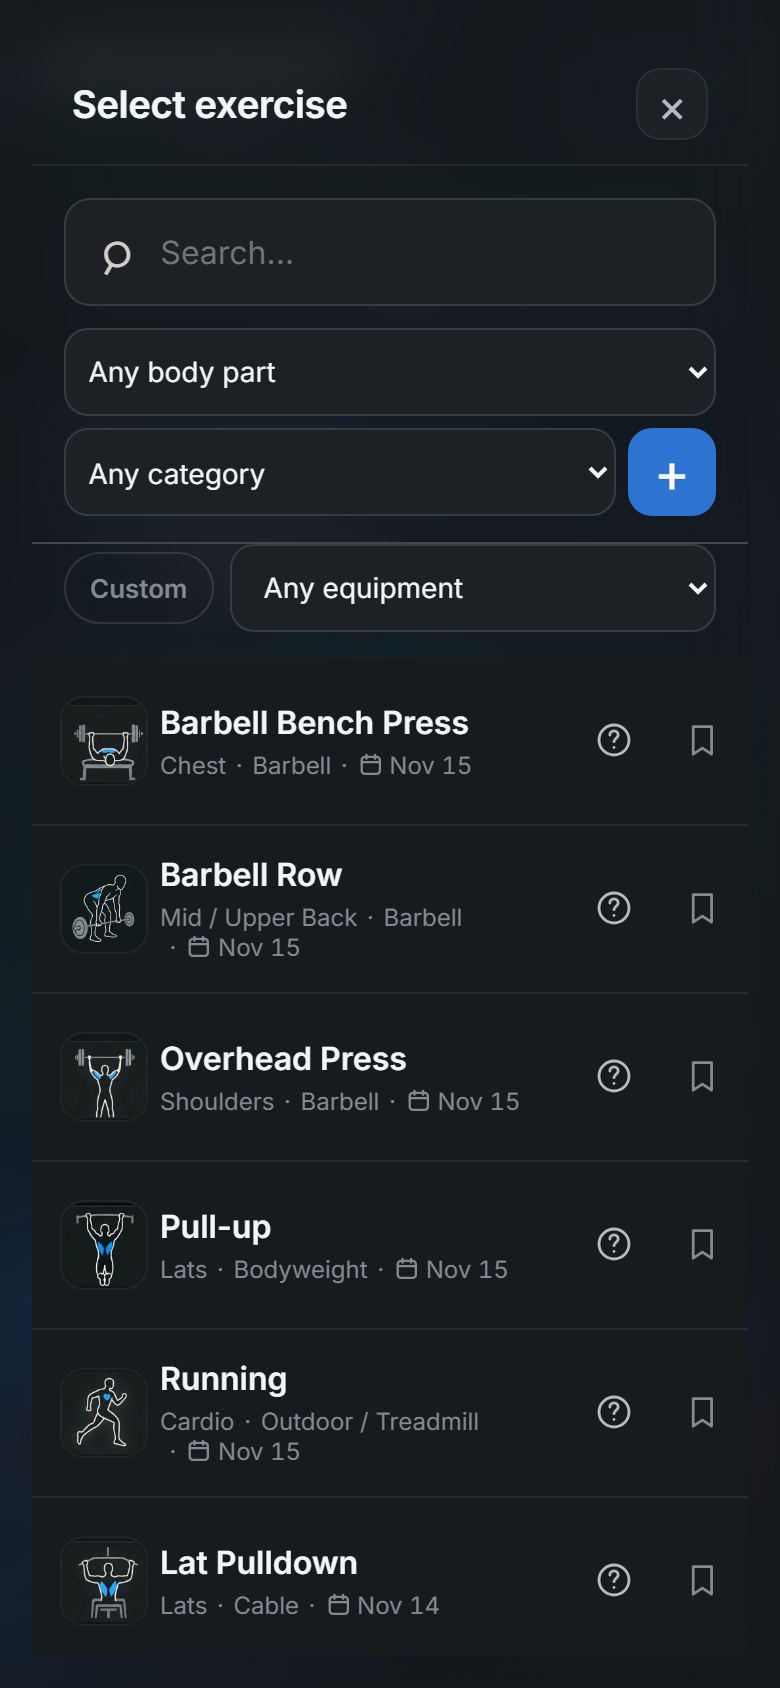 Select exercise
Search...
Any body part
Any category
+
Custom
Any equipment
Barbell Bench Press
Chest · Barbell · Nov 15
Barbell Row
Mid / Upper Back · Barbell
· Nov 15
Overhead Press
Shoulders · Barbell · Nov 15
Pull-up
Lats · Bodyweight · Nov 15
Running
Cardio · Outdoor / Treadmill
· Nov 15
Lat Pulldown
Lats · Cable · Nov 14